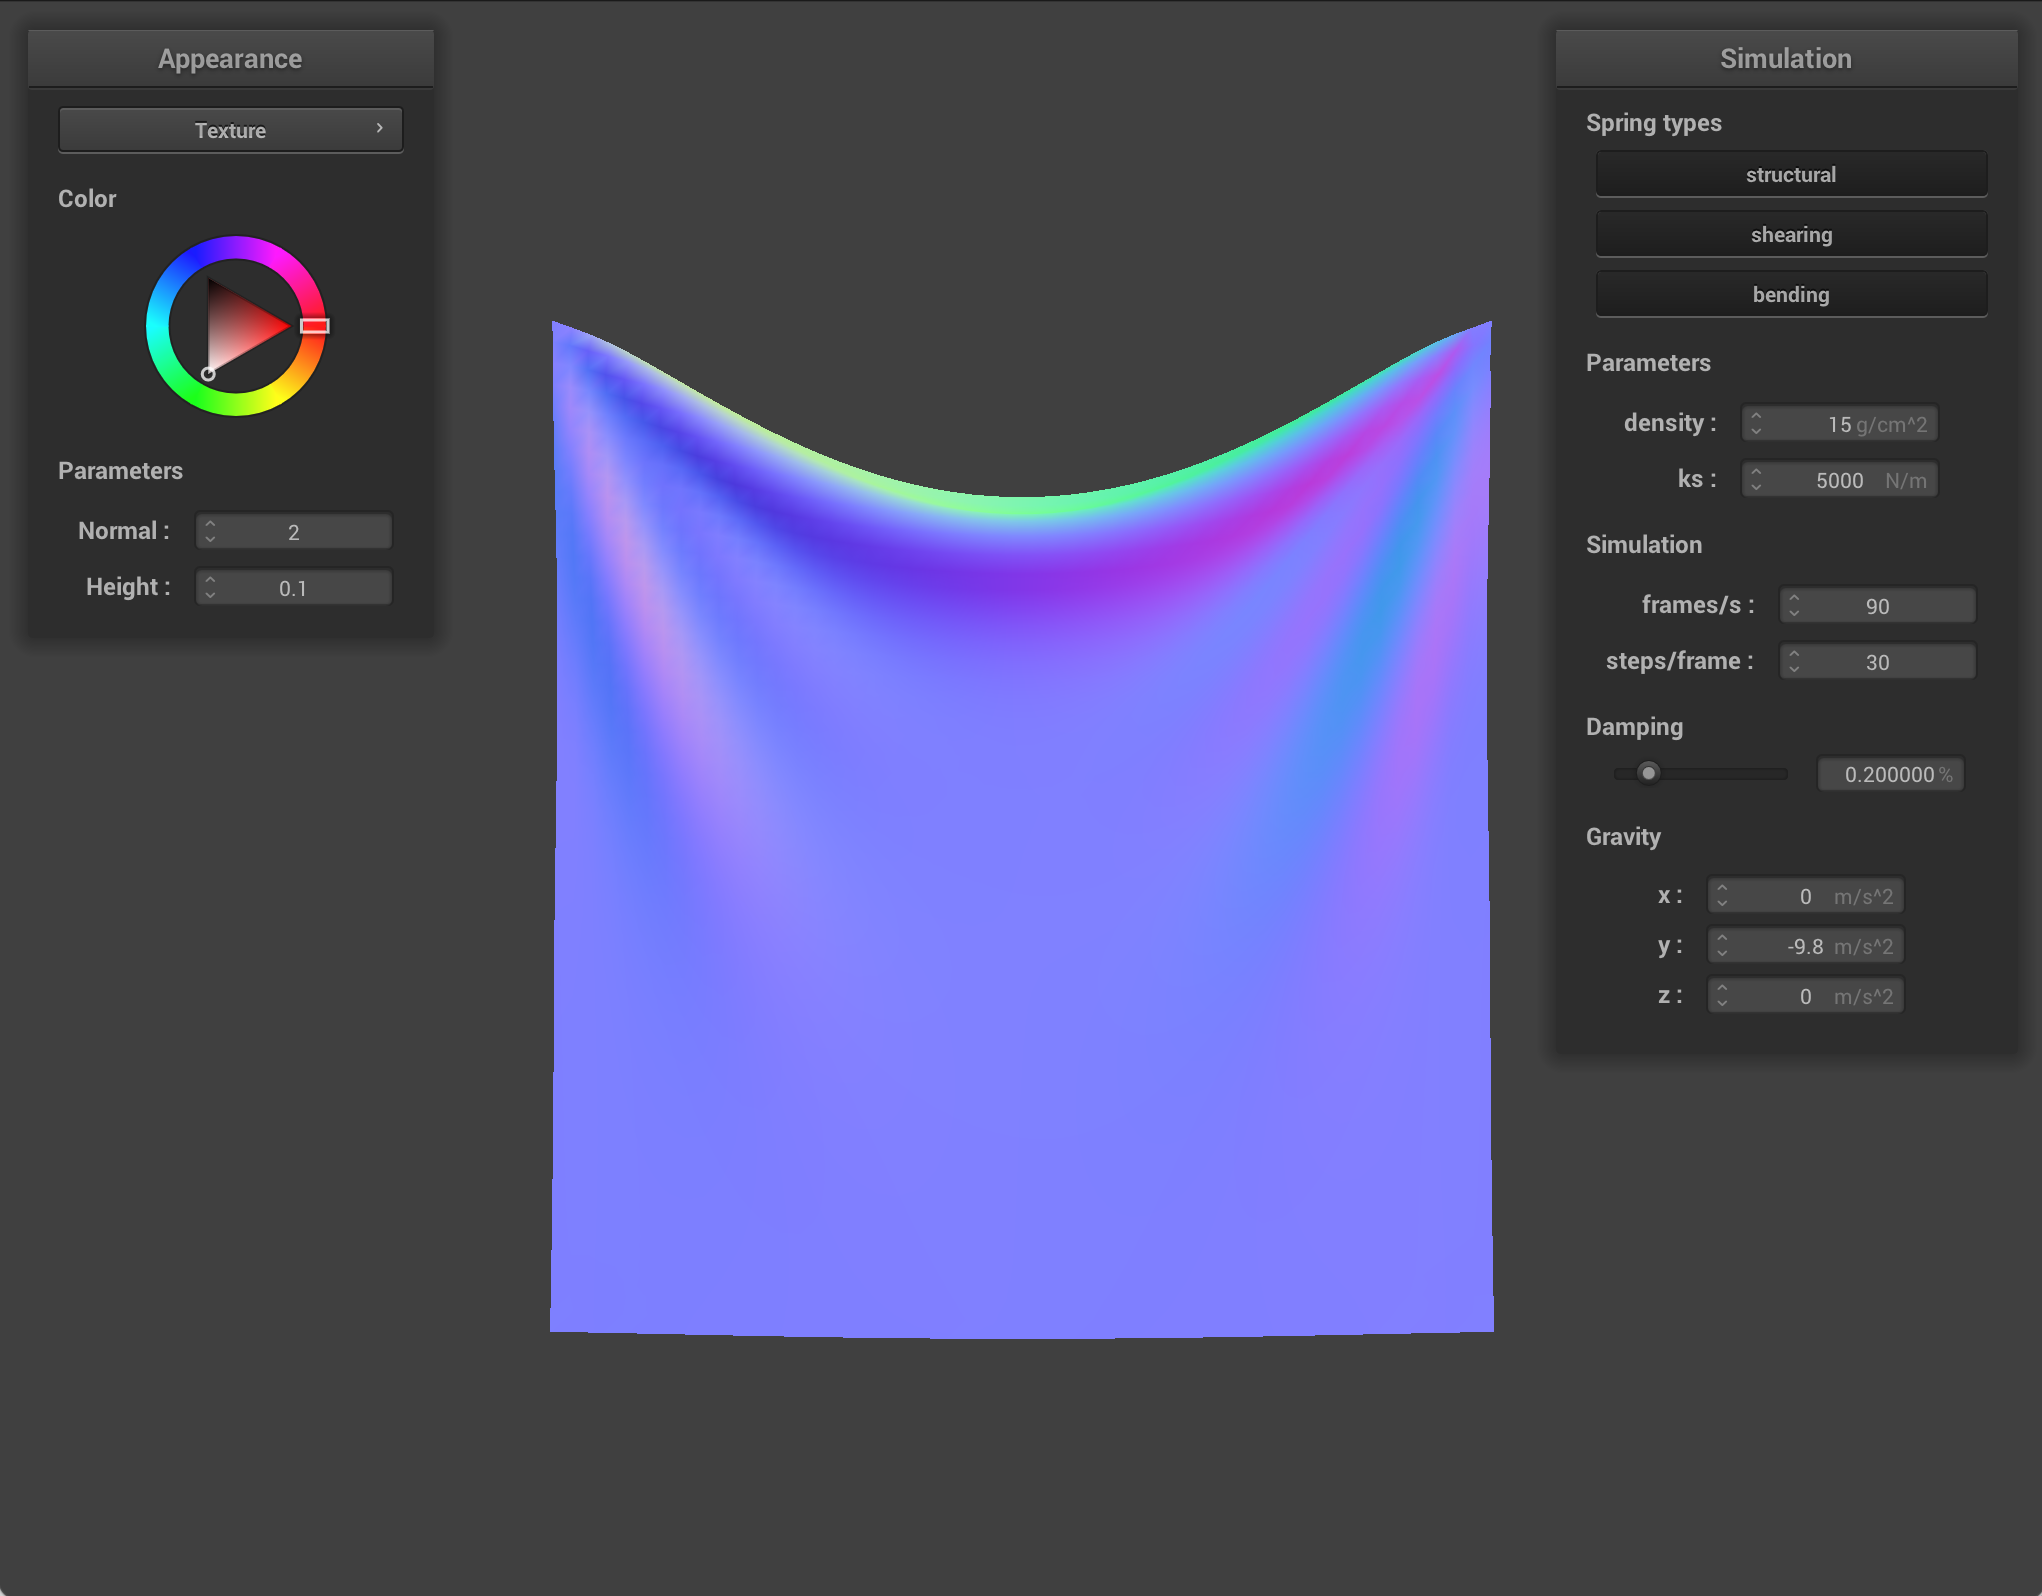 Appearance
Texture
Color
Parameters
Normal : 2
Height : 0.1
Simulation
Spring types
structural
shearing
bending
Parameters
density : 15 g/cm^2
ks : 5000 N/m
Simulation
frames/s : 90
steps/frame : 30
Damping
0.200000 %
Gravity
x : 0 m/s^2
y : -9.8 m/s^2
z : 0 m/s^2